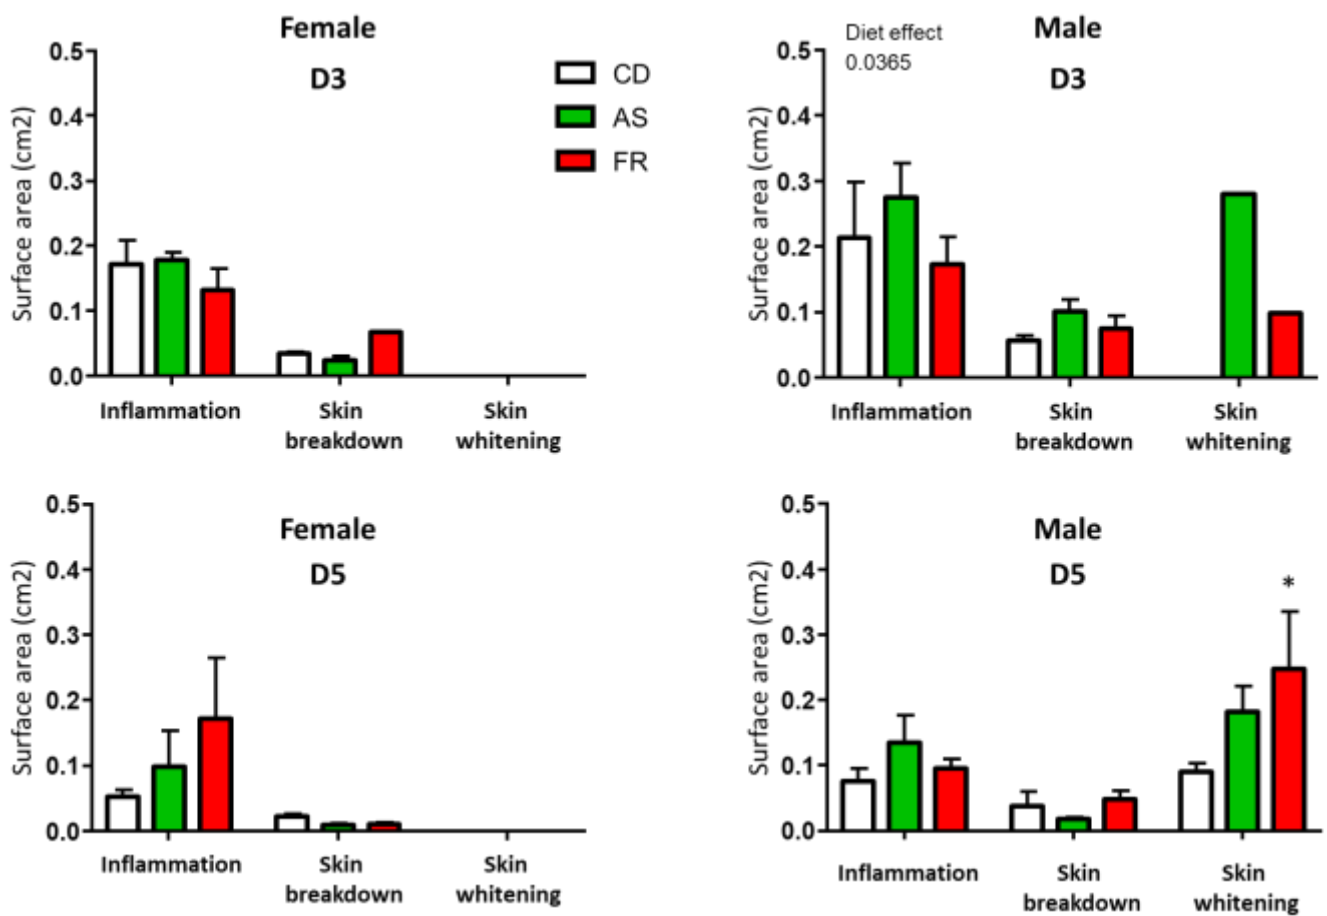 Female
D3
0.5
0.4
0.3
0.2
0.1
0.0
Surface area (cm2)
CD
AS
FR
Inflammation
Skin
breakdown
Skin
whitening
Male
D3
Diet effect
0.0365
0.5
0.4
0.3
0.2
0.1
0.0
Surface area (cm2)
Inflammation
Skin
breakdown
Skin
whitening
Female
D5
0.5
0.4
0.3
0.2
0.1
0.0
Surface area (cm2)
Inflammation
Skin
breakdown
Skin
whitening
Male
D5
0.5
0.4
0.3
0.2
0.1
0.0
Surface area (cm2)
*
Inflammation
Skin
breakdown
Skin
whitening